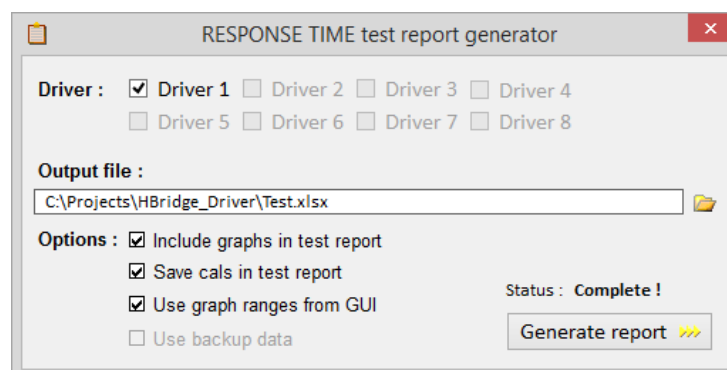 RESPONSE TIME test report generator
Driver : Driver 1 Driver 2 Driver 3 Driver 4
Driver 5 Driver 6 Driver 7 Driver 8
Output file :
C:\Projects\HBridge_Driver\Test.xlsx
Options : Include graphs in test report
Save cals in test report
Use graph ranges from GUI
Status : Complete !
Use backup data
Generate report >>>